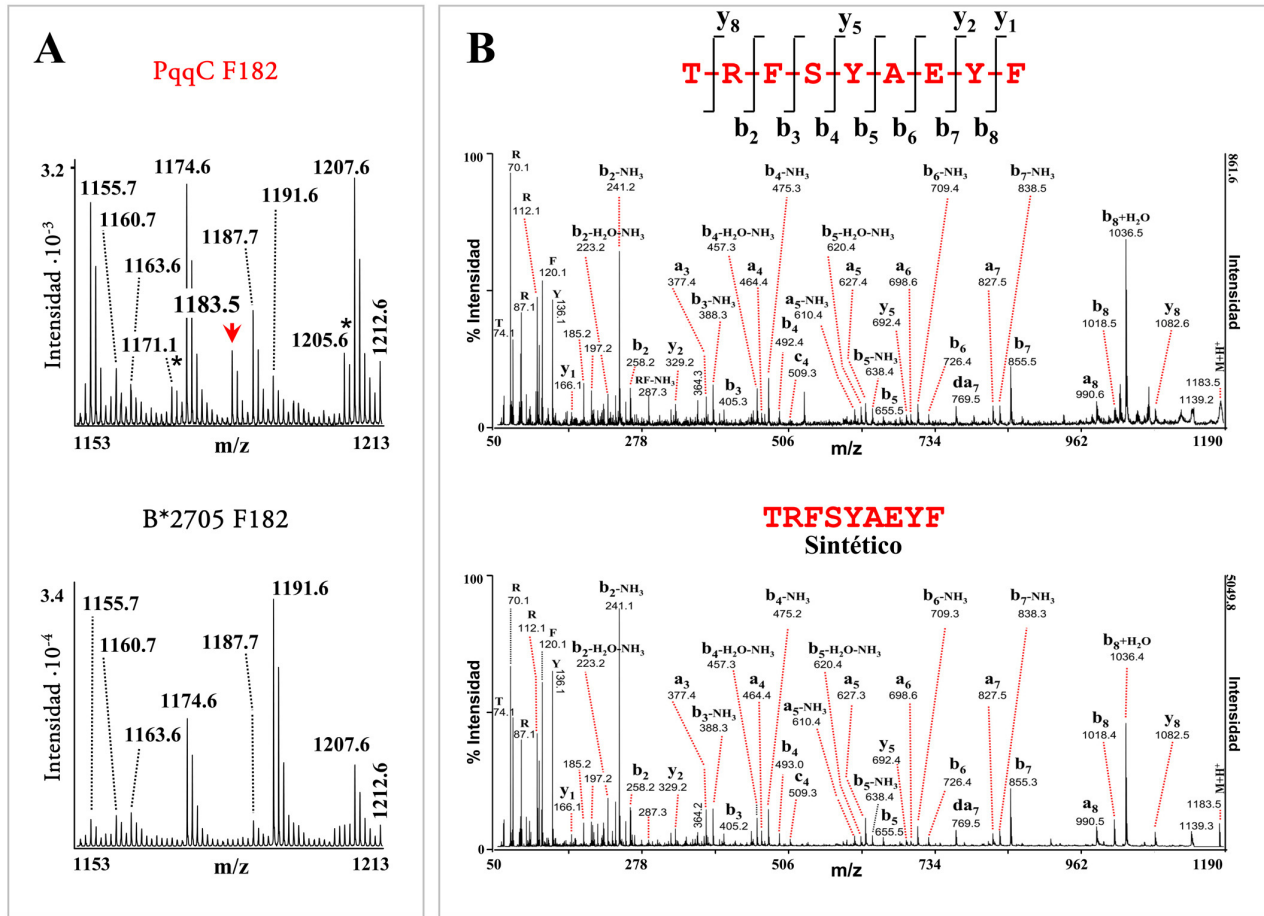 A
PqqC F182
3.2
Intensidad ·10-3
1155.7
1160.7
1163.6
1171.1
*
1174.6
1183.5
1187.7
1191.6
1207.6
1205.6
*
1212.6
1153
m/z
1213
B*2705 F182
3.4
Intensidad ·10-4
1155.7
1160.7
1163.6
1174.6
1187.7
1191.6
1207.6
1212.6
1153
m/z
1213
B
y8 y5 y2 y1
T R F S Y A E Y F
b2 b3 b4 b5 b6 b7 b8
100
861.6
% Intensidad
Intensidad
R
70.1
R
112.1
R
87.1
F
120.1
Y
136.1
T
74.1
y1
166.1
185.2
197.2
b2-H2O-NH3
223.2
b2-NH3
241.2
b2
258.2
RF-NH3
287.3
y2
329.2
364.3
a3
377.4
b3-NH3
388.3
b3
405.3
b4-H2O-NH3
457.3
a4
464.4
b4-NH3
475.3
b4
492.4
c4
509.3
a5-NH3
610.4
b5-H2O-NH3
620.4
a5
627.4
b5-NH3
638.4
b5
655.5
y5
692.4
a6
698.6
b6-NH3
709.4
b6
726.4
da7
769.5
a7
827.5
b7-NH3
838.5
b7
855.5
a8
990.6
b8
1018.5
b8+H2O
1036.5
y8
1082.6
1139.2
1183.5
M+H+
50 278 506 734 962 1190
m/z
TRFSYAEYF
Sintético
100
5049.8
% Intensidad
Intensidad
R
70.1
R
112.1
R
87.1
F
120.1
Y
136.1
T
74.1
y1
166.1
185.2
197.2
b2-H2O-NH3
223.2
b2-NH3
241.1
b2
258.2
287.3
y2
329.2
364.2
a3
377.4
b3-NH3
388.3
b3
405.2
b4-H2O-NH3
457.3
a4
464.4
b4-NH3
475.2
b4
493.0
c4
509.3
a5-NH3
610.4
b5-H2O-NH3
620.4
a5
627.3
b5-NH3
638.4
b5
655.5
y5
692.4
a6
698.6
b6-NH3
709.3
b6
726.4
da7
769.5
a7
827.5
b7-NH3
838.3
b7
855.3
a8
990.5
b8
1018.4
b8+H2O
1036.4
y8
1082.5
1139.3
1183.5
M+H+
50 278 506 734 962 1190
m/z